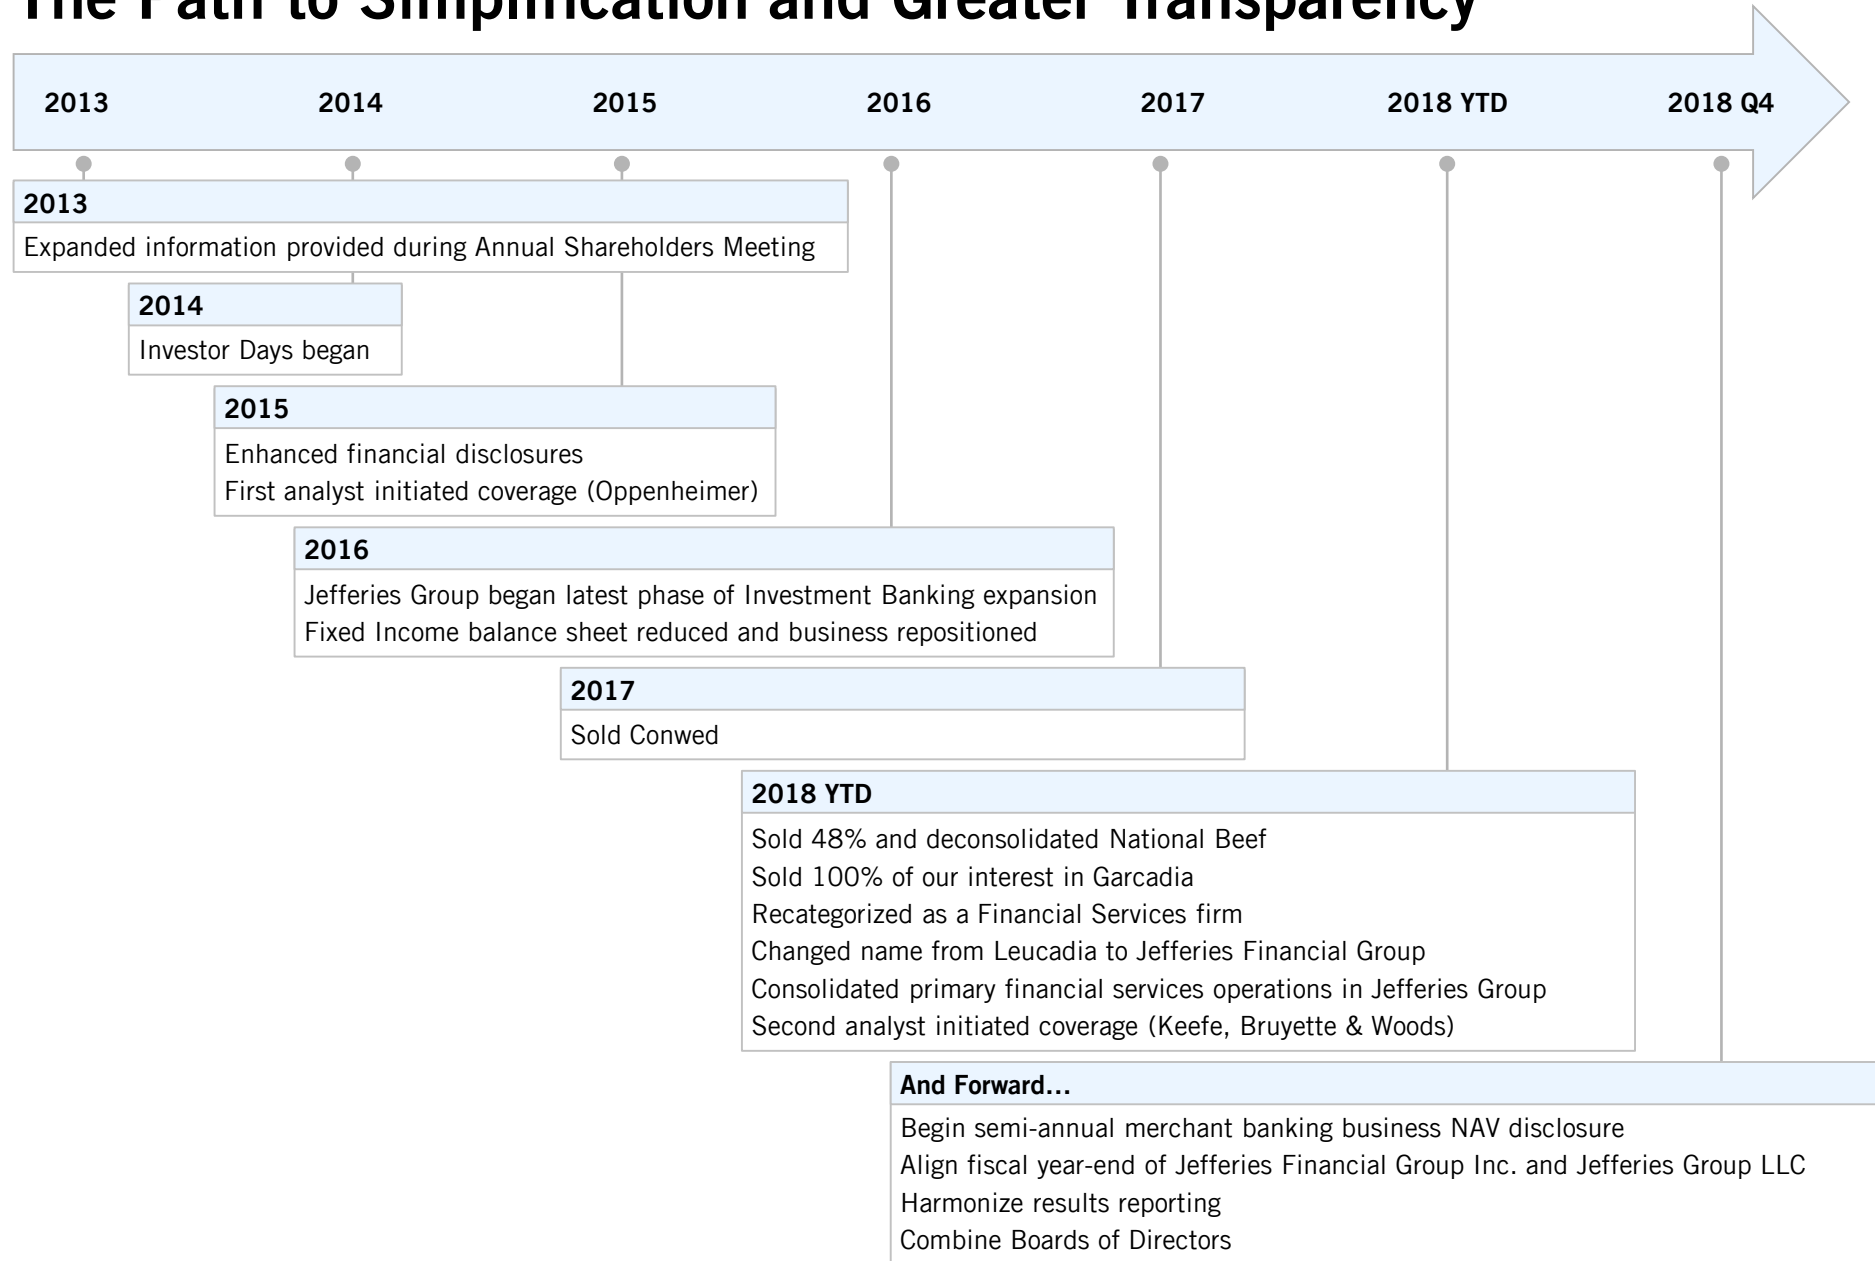 The Path to Simplification and Greater Transparency
2013 2014 2015 2016 2017 2018 YTD 2018 Q4
2013
Expanded information provided during Annual Shareholders Meeting
2014
Investor Days began
2015
Enhanced financial disclosures
First analyst initiated coverage (Oppenheimer)
2016
Jefferies Group began latest phase of Investment Banking expansion
Fixed Income balance sheet reduced and business repositioned
2017
Sold Conwed
2018 YTD
Sold 48% and deconsolidated National Beef
Sold 100% of our interest in Garcadia
Recategorized as a Financial Services firm
Changed name from Leucadia to Jefferies Financial Group
Consolidated primary financial services operations in Jefferies Group
Second analyst initiated coverage (Keefe, Bruyette & Woods)
And Forward...
Begin semi-annual merchant banking business NAV disclosure
Align fiscal year-end of Jefferies Financial Group Inc. and Jefferies Group LLC
Harmonize results reporting
Combine Boards of Directors